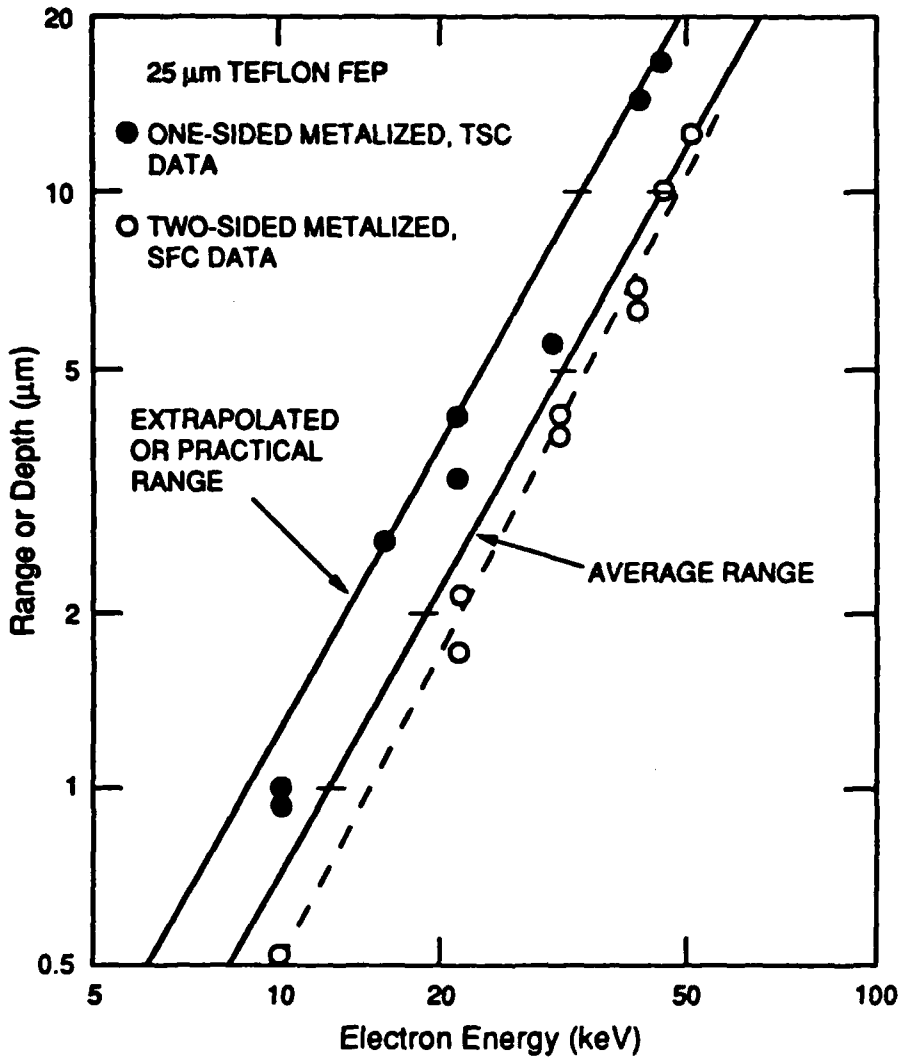 20
25 µm TEFLON FEP
ONE-SIDED METALIZED, TSC
DATA
TWO-SIDED METALIZED,
SFC DATA
10
5
EXTRAPOLATED
OR PRACTICAL
RANGE
AVERAGE RANGE
2
1
0.5
Range or Depth (µm)
5 10 20 50 100
Electron Energy (keV)